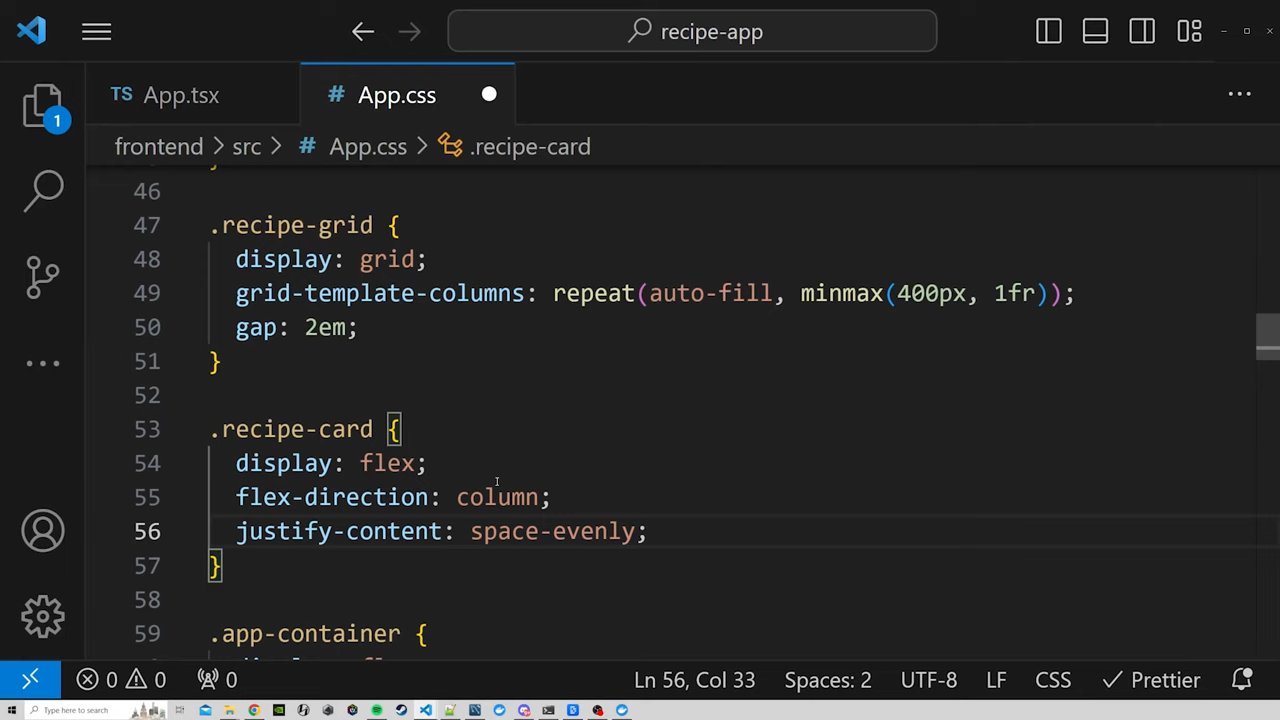 recipe-app
TS App.tsx
# App.css
frontend > src > # App.css > .recipe-card
1
46
47 .recipe-grid {
48 display: grid;
49 grid-template-columns: repeat(auto-fill, minmax(400px, 1fr));
50 gap: 2em;
51 }
52
53 .recipe-card {
54 display: flex;
55 flex-direction: column;
56 justify-content: space-evenly;
57 }
58
59 .app-container {
0 0 0 Ln 56, Col 33 Spaces: 2 UTF-8 LF CSS Prettier
Type here to search